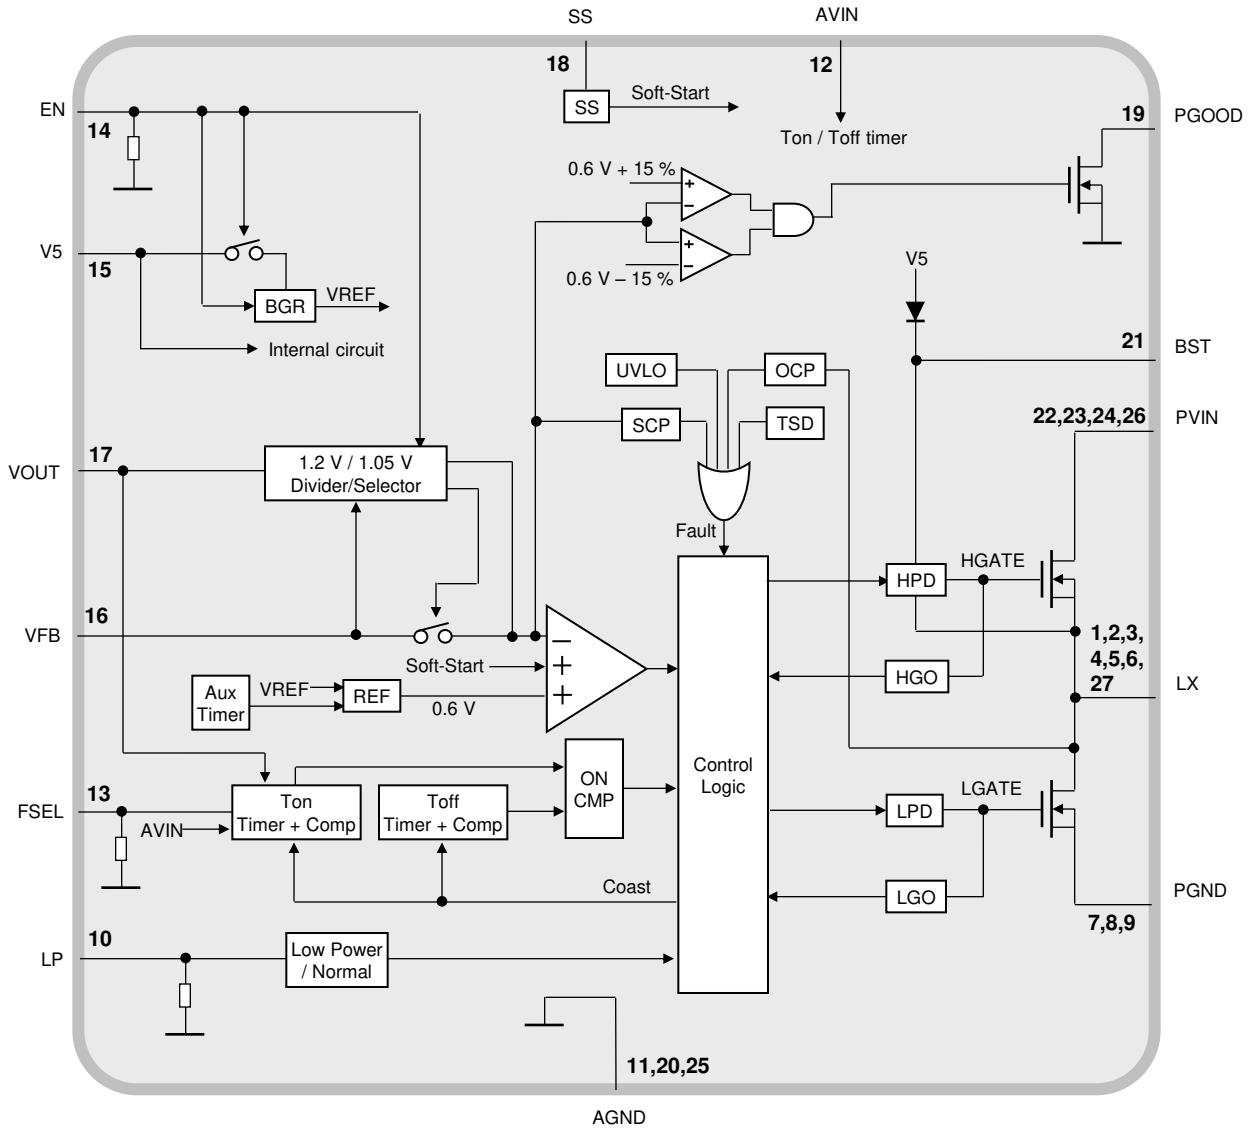 SS
AVIN
18
12
SS
Soft-Start
Ton / Toff timer
EN
14
19
PGOOD
0.6 V + 15 %
+
−
+
−
0.6 V – 15 %
V5
15
BGR
VREF
Internal circuit
V5
21
BST
UVLO
OCP
SCP
TSD
22,23,24,26
PVIN
17
VOUT
1.2 V / 1.05 V
Divider/Selector
Fault
HPD
HGATE
16
VFB
−
+
+
Soft-Start
1,2,3,
4,5,6,
27
LX
HGO
Aux
Timer
VREF
REF
0.6 V
Control
Logic
ON
CMP
13
FSEL
AVIN
Ton
Timer + Comp
Toff
Timer + Comp
LPD
LGATE
Coast
LGO
PGND
7,8,9
10
LP
Low Power
/ Normal
11,20,25
AGND